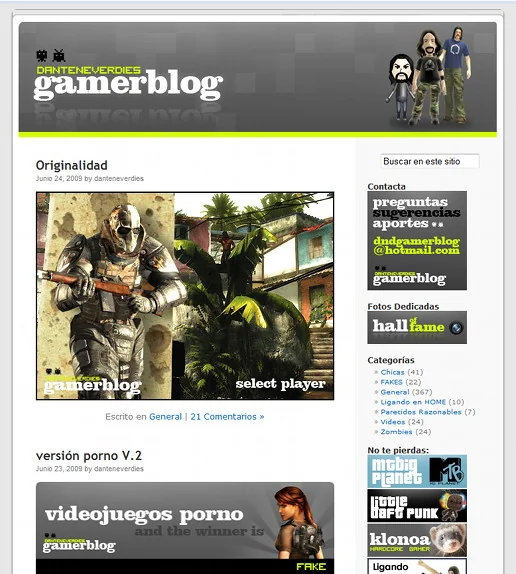 DANTENEVERDIES
gamerblog
Originalidad
Junio 24, 2009 by danteneverdies
DANTENEVERDIES
gamerblog
select player
Escrito en General | 21 Comentarios »
versión porno V.2
Junio 23, 2009 by danteneverdies
videojuegos porno
and the winner is
DANTENEVERDIES
gamerblog
FAKE
Buscar en este sitio
Contacta
preguntas
sugerencias
aportes
dndgamerblog
@hotmail.com
DANTENEVERDIES
gamerblog
Fotos Dedicadas
hall of fame
Categorías
» Chicas (41)
» FAKES (22)
» General (367)
» Ligando en HOME (10)
» Parecidos Razonables (7)
» Videos (24)
» Zombies (24)
No te pierdas:
mtbig
planet
MTB
little
daft punk
klonoa
HARDCORE GAMER
Ligando